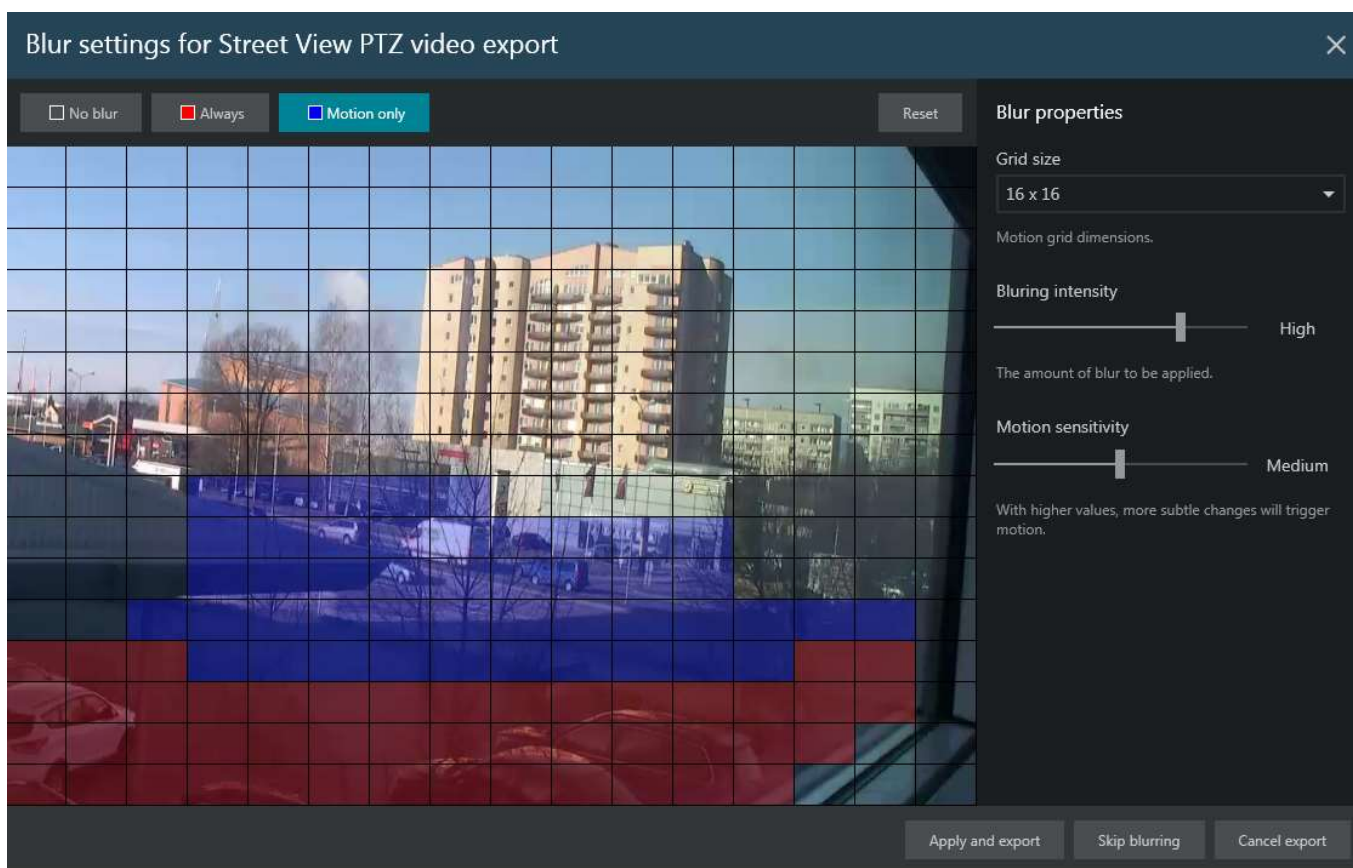 Blur settings for Street View PTZ video export
No blur
Always
Motion only
Reset
Blur properties
Grid size
16 x 16
Motion grid dimensions.
Bluring intensity
High
The amount of blur to be applied.
Motion sensitivity
Medium
With higher values, more subtle changes will trigger
motion.
Apply and export
Skip blurring
Cancel export